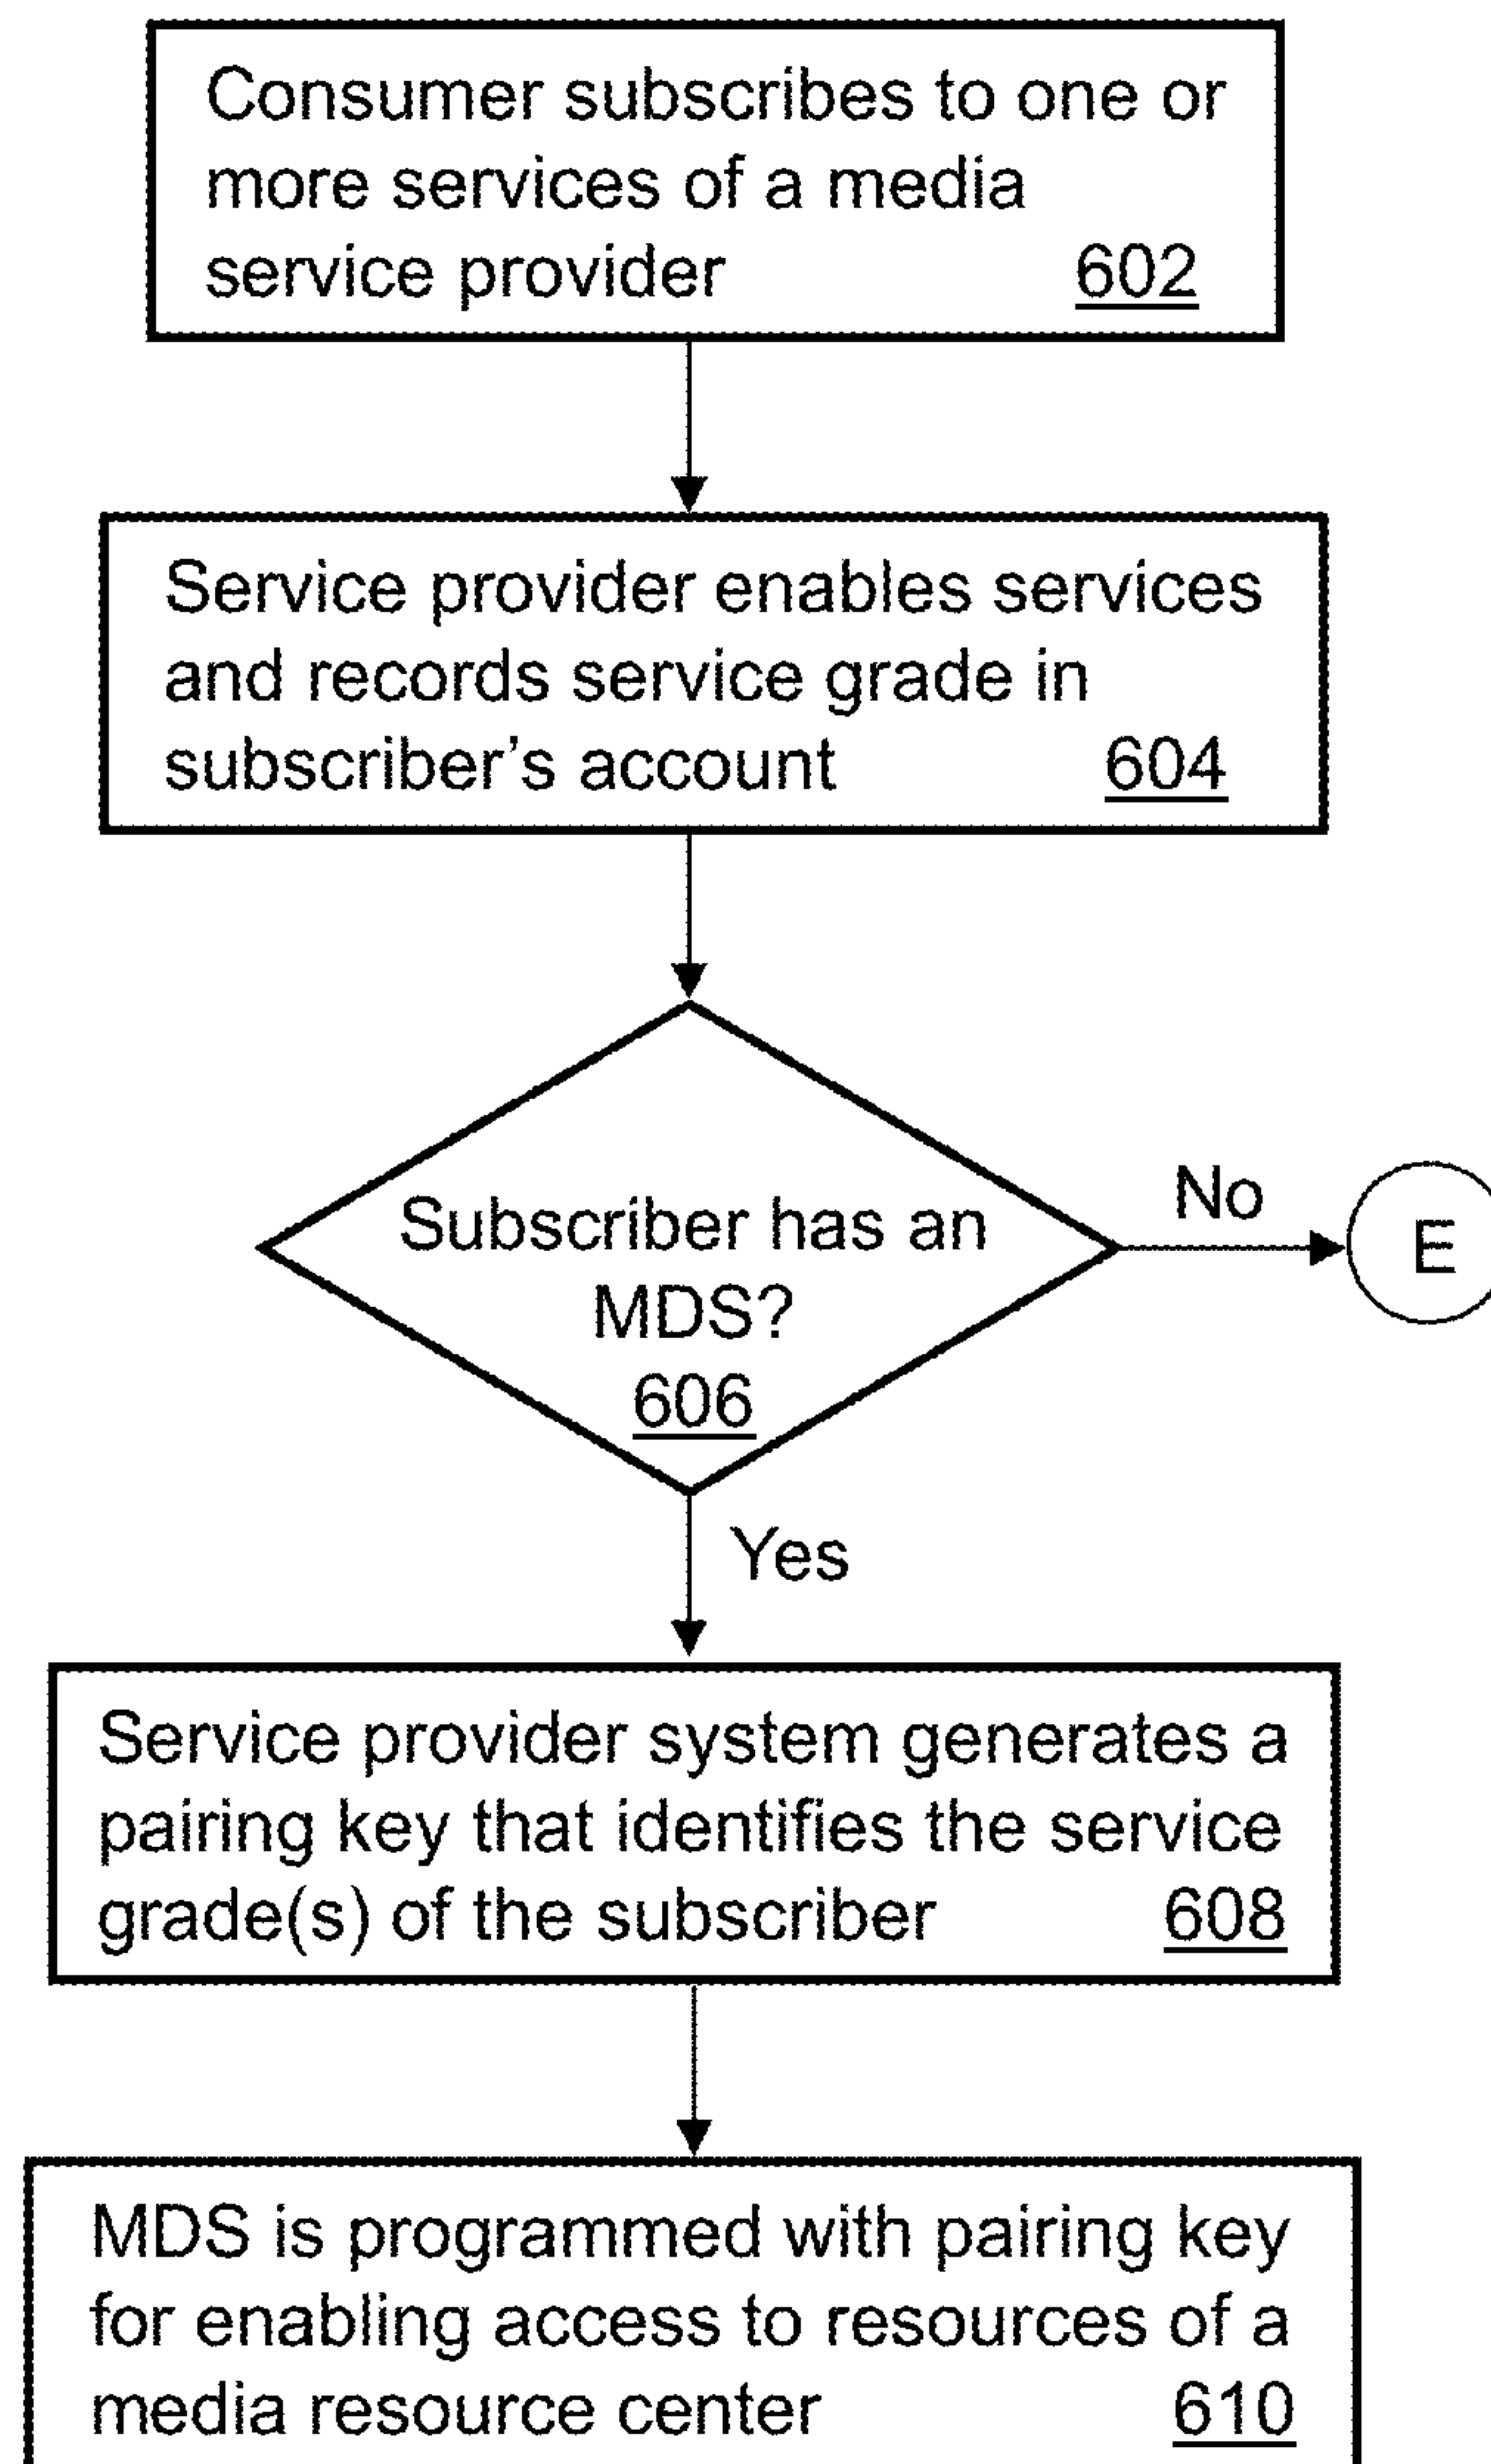 Consumer subscribes to one or
more services of a media
service provider 602
Service provider enables services
and records service grade in
subscriber's account 604
Subscriber has an
MDS?
606
No
E
Yes
Service provider system generates a
pairing key that identifies the service
grade(s) of the subscriber 608
MDS is programmed with pairing key
for enabling access to resources of a
media resource center 610